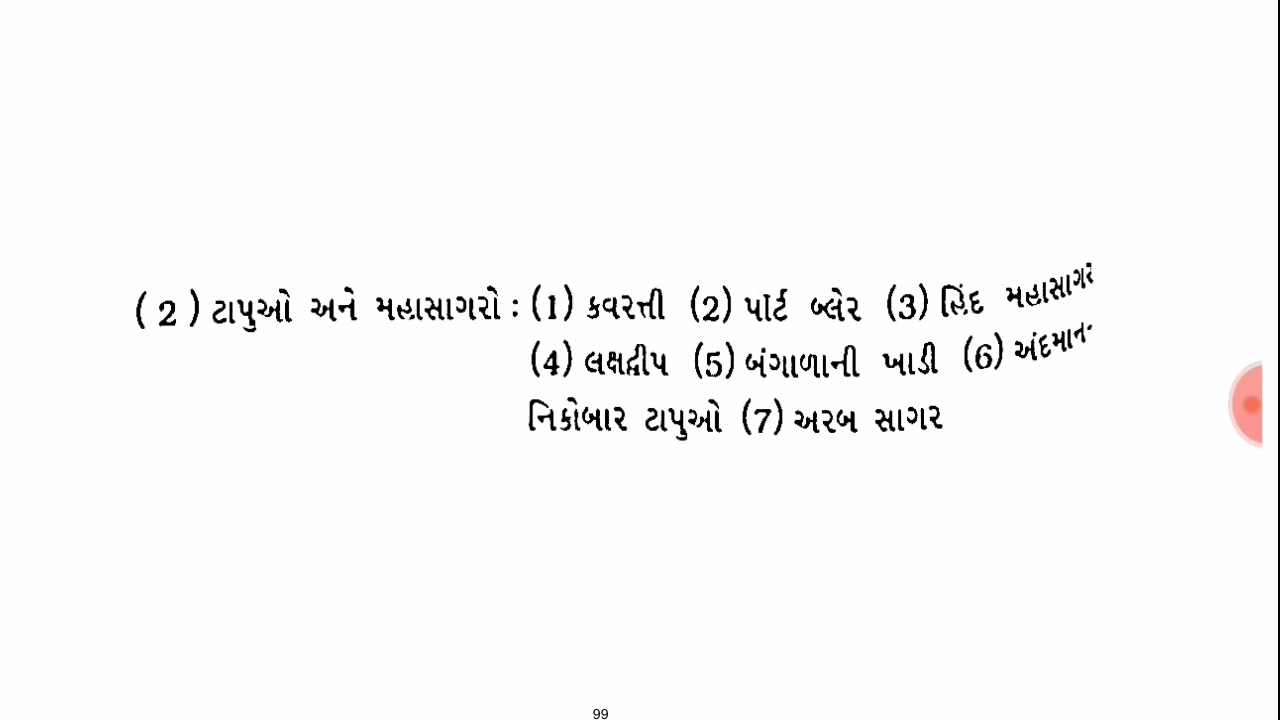 (2) ટાપુઓ અને મહાસાગરો : (1) કવરત્તી (2) પૉર્ટ બ્લેર (3) હિંદ મહાસાગર
(4) લક્ષદ્વીપ (5) બંગાળાની ખાડી (6) અંદમાન-
નિકોબાર ટાપુઓ (7) અરબ સાગર
99